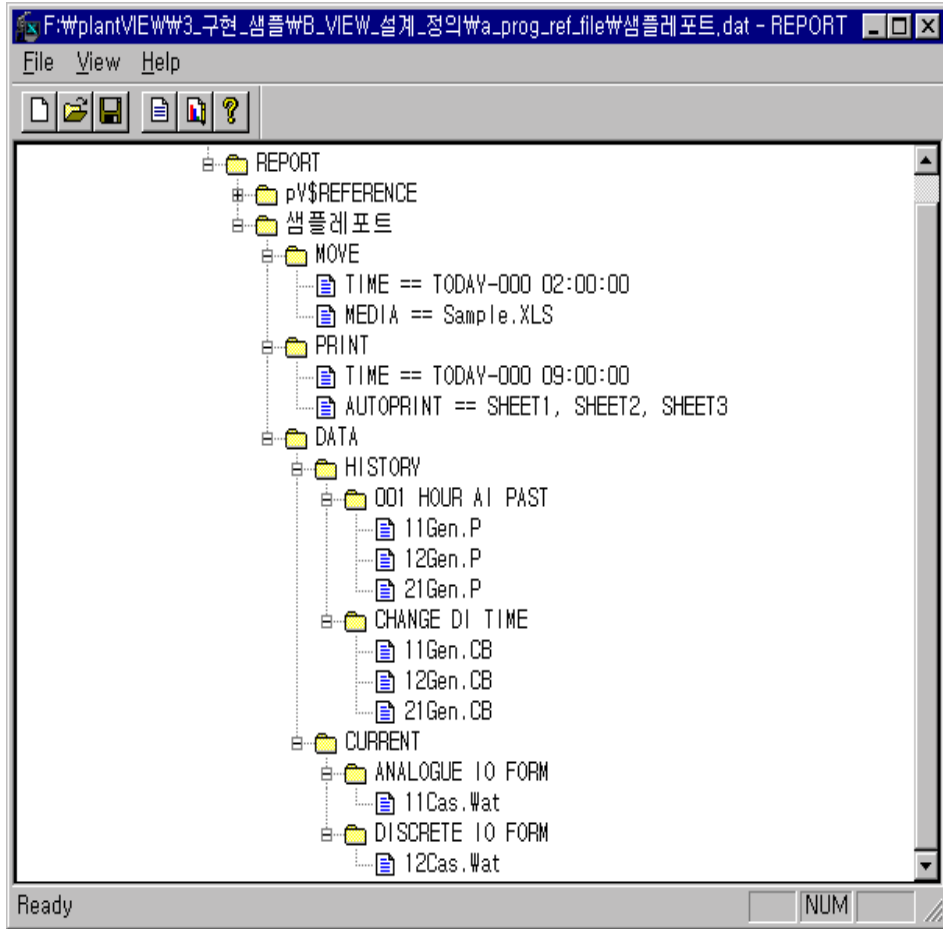 F:₩plantVIEW₩3_구현_샘플₩B_VIEW_설계_정의₩a_prog_ref_file₩샘플레포트.dat - REPORT
File View Help
REPORT
pV$REFERENCE
샘플레포트
MOVE
TIME == TODAY-000 02:00:00
MEDIA == Sample.XLS
PRINT
TIME == TODAY-000 09:00:00
AUTOPRINT == SHEET1, SHEET2, SHEET3
DATA
HISTORY
001 HOUR AI PAST
11Gen.P
12Gen.P
21Gen.P
CHANGE DI TIME
11Gen.CB
12Gen.CB
21Gen.CB
CURRENT
ANALOGUE IO FORM
11Cas.Wat
DISCRETE IO FORM
12Cas.Wat
Ready NUM